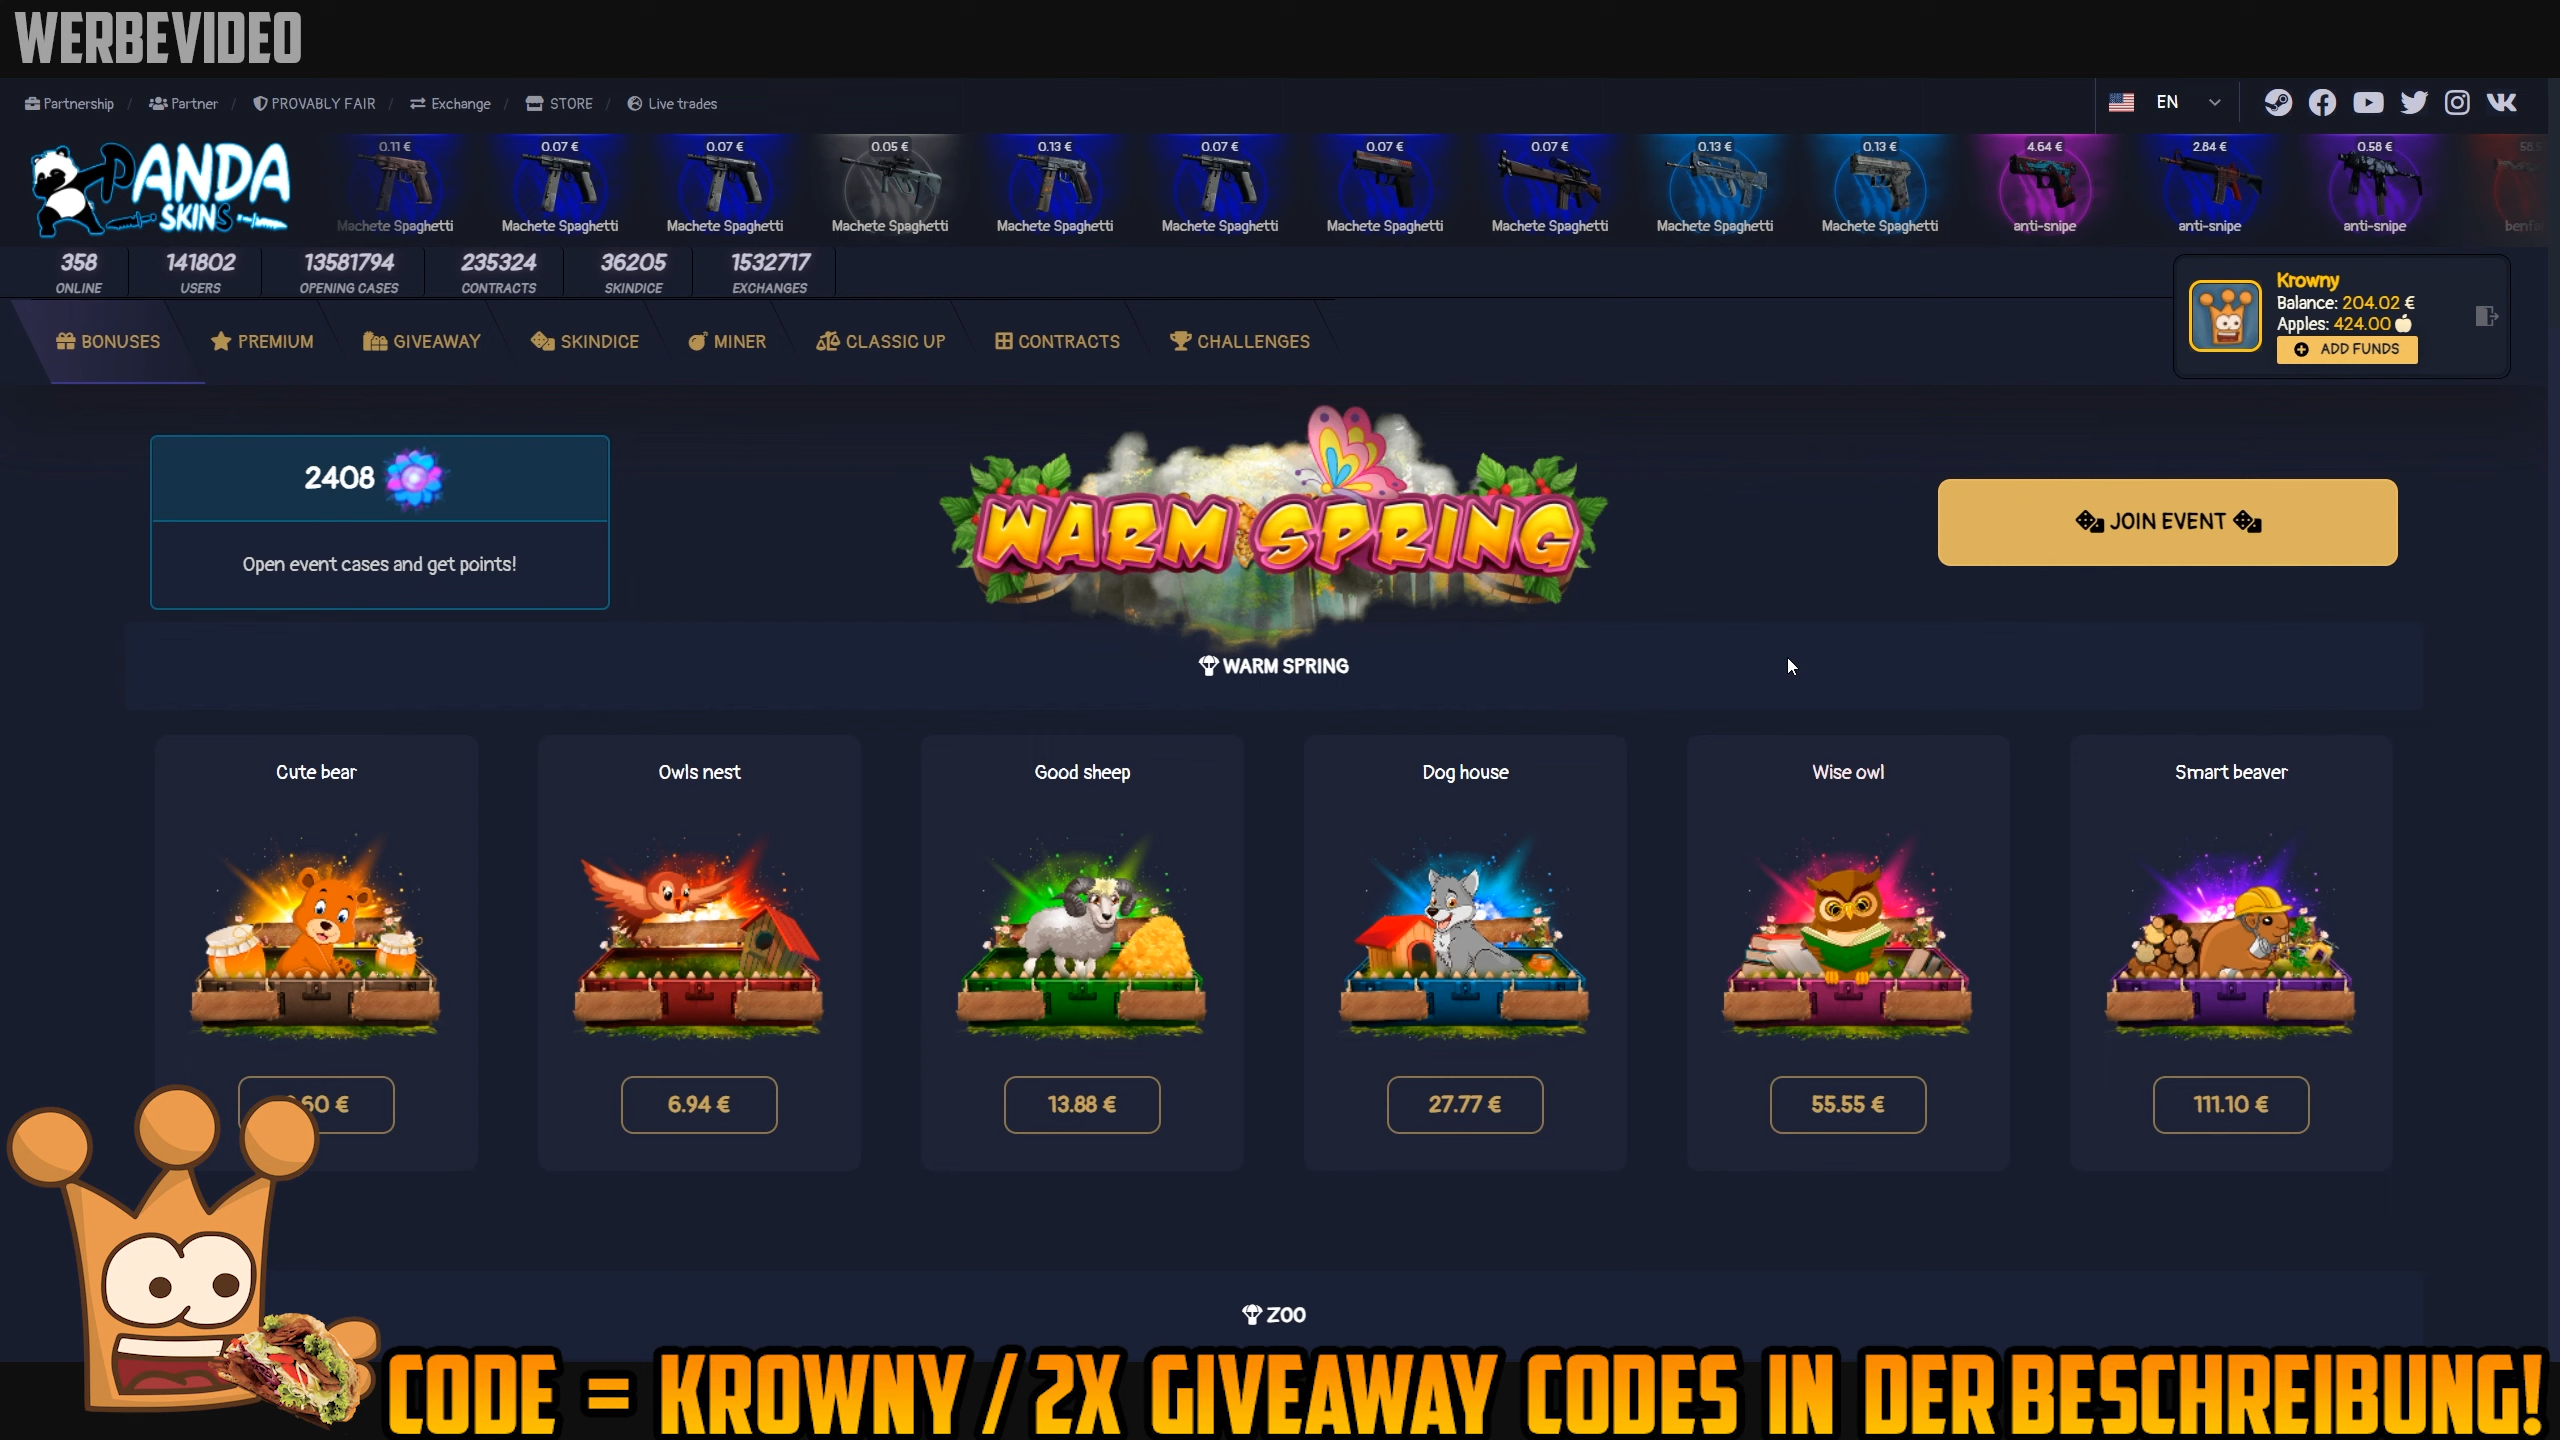 WERBEVIDEO
Partnership / Partner / PROVABLY FAIR / Exchange / STORE / Live trades
EN
PANDA
SKINS
0.11 € 0.07 € 0.07 € 0.05 € 0.13 € 0.07 € 0.07 € 0.07 € 0.13 € 0.13 € 4.64 € 2.84 € 0.58 €
Machete Spaghetti Machete Spaghetti Machete Spaghetti Machete Spaghetti Machete Spaghetti Machete Spaghetti Machete Spaghetti Machete Spaghetti Machete Spaghetti Machete Spaghetti anti-snipe anti-snipe anti-snipe
358 141802 13581794 235324 36205 1532717
ONLINE USERS OPENING CASES CONTRACTS SKINDICE EXCHANGES
Krowny
Balance: 204.02 €
Apples: 424.00
ADD FUNDS
BONUSES PREMIUM GIVEAWAY SKINDICE MINER CLASSIC UP CONTRACTS CHALLENGES
2408
Open event cases and get points!
WARM SPRING
JOIN EVENT
WARM SPRING
Cute bear Owls nest Good sheep Dog house Wise owl Smart beaver
6.94 € 13.88 € 27.77 € 55.55 € 111.10 €
ZOO
CODE = KROWNY / 2X GIVEAWAY CODES IN DER BESCHREIBUNG!